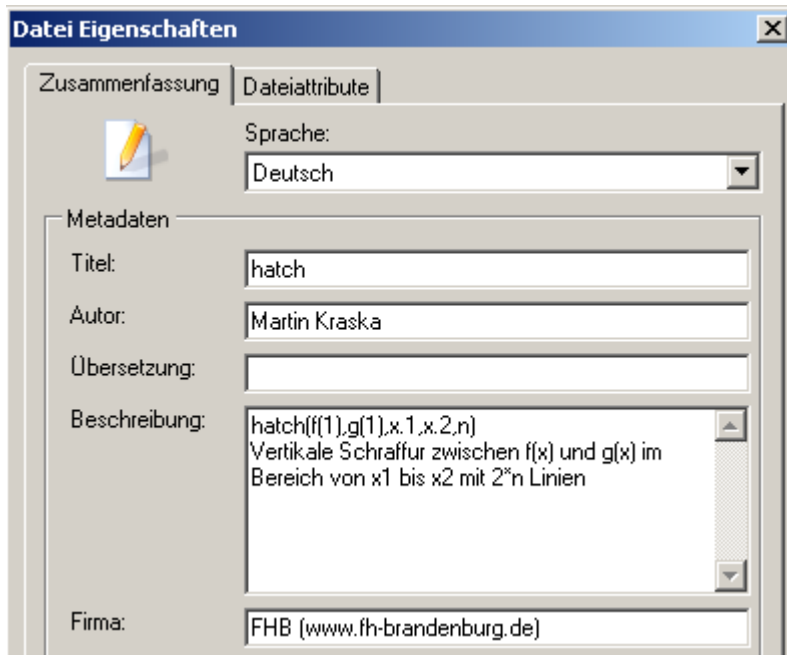 Datei Eigenschaften
Zusammenfassung
Dateiattribute
Sprache:
Deutsch
Metadaten
Titel:
hatch
Autor:
Martin Kraska
Übersetzung:
Beschreibung:
hatch(f(1),g(1),x.1,x.2,n)
Vertikale Schraffur zwischen f(x) und g(x) im
Bereich von x1 bis x2 mit 2*n Linien
Firma:
FHB (www.fh-brandenburg.de)